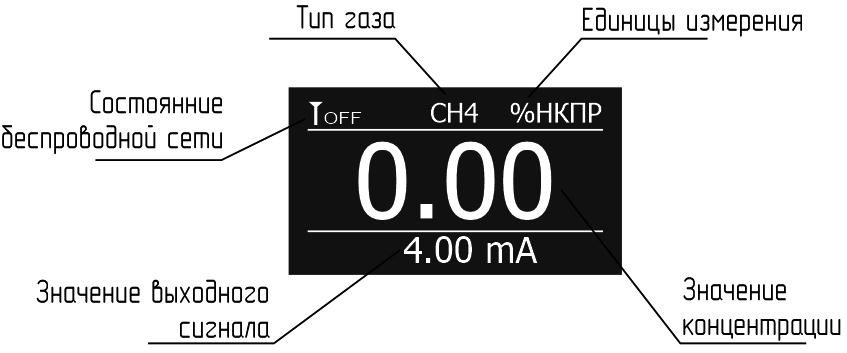 Тип газа
Единицы измерения
Состояние
беспроводной сети
OFF CH4 %НКПР
0.00
4.00 mA
Значение выходного
сигнала
Значение
концентрации